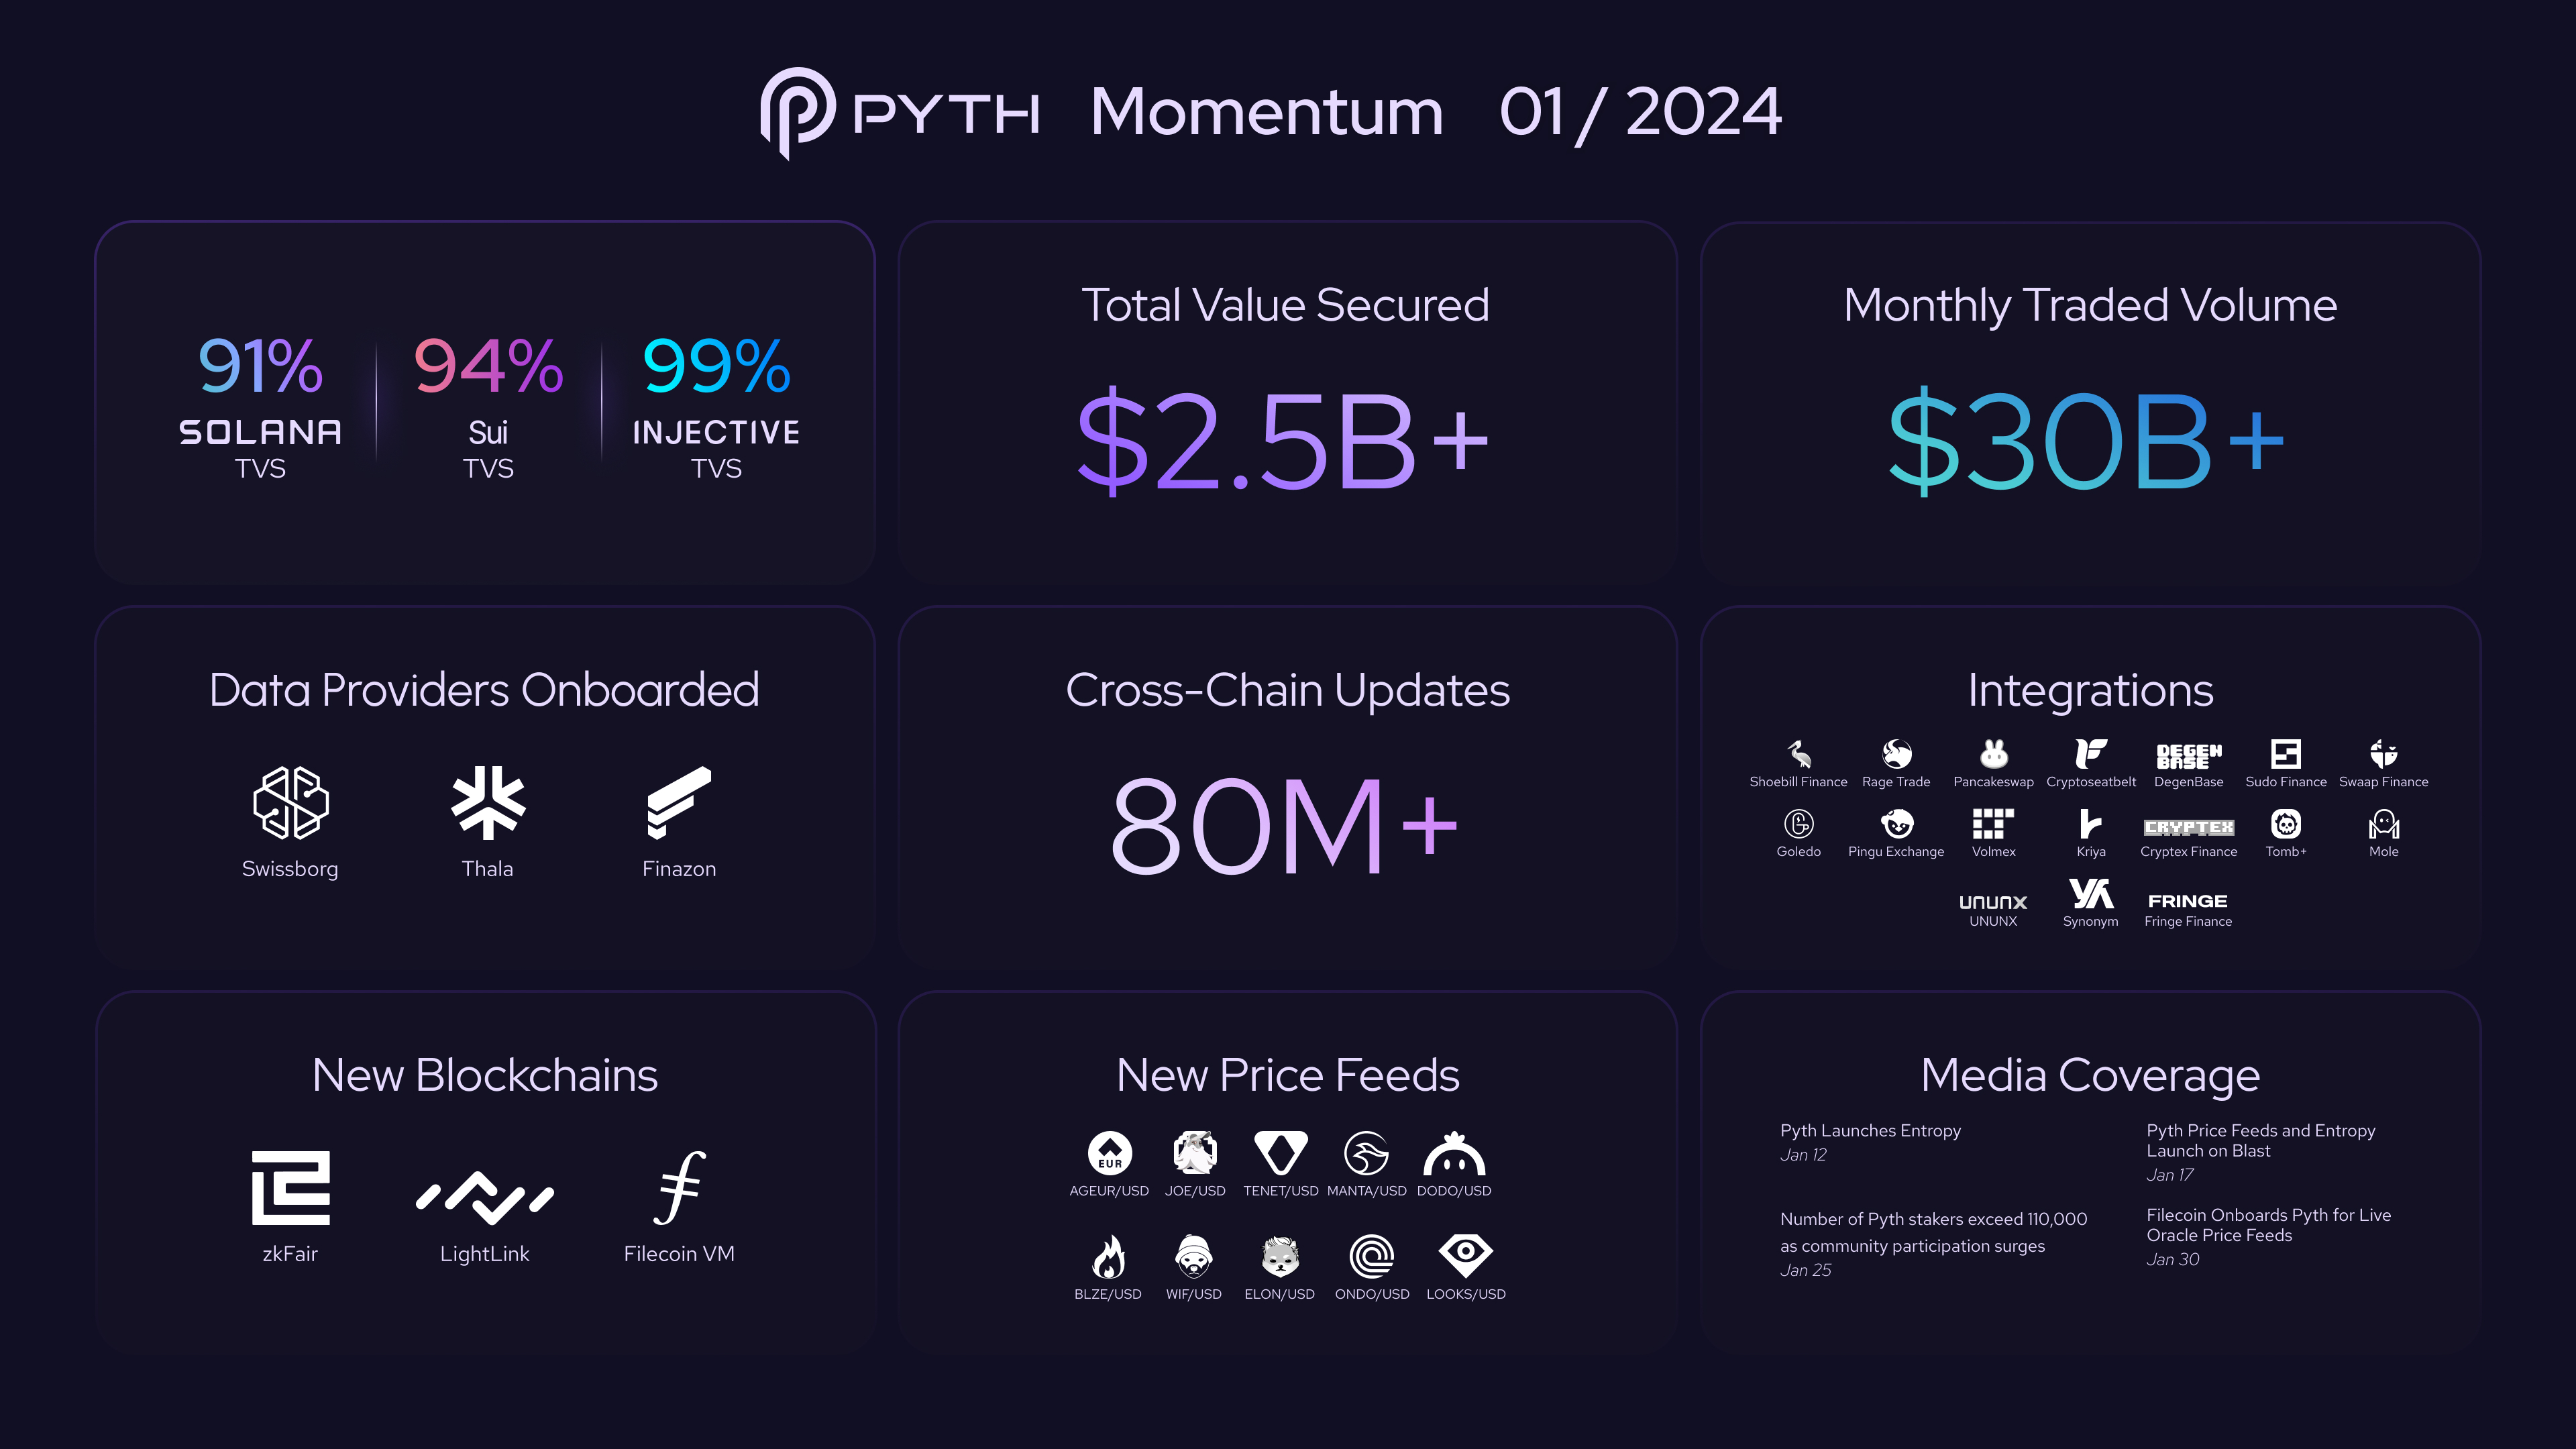 PYTH Momentum 01 / 2024
91%
SOLANA
TVS
94%
Sui
TVS
99%
INJECTIVE
TVS
Total Value Secured
$2.5B+
Monthly Traded Volume
$30B+
Data Providers Onboarded
Swissborg
Thala
Finazon
Cross-Chain Updates
80M+
Integrations
DEGEN
BASE
Shoebill Finance Rage Trade Pancakeswap Cryptoseatbelt DegenBase Sudo Finance Swaap Finance
CRYPTEX
Goledo Pingu Exchange Volmex Kriya Cryptex Finance Tomb+ Mole
UNUNX FRINGE
UNUNX Synonym Fringe Finance
New Blockchains
zkFair
LightLink
Filecoin VM
New Price Feeds
EUR
AGEUR/USD JOE/USD TENET/USD MANTA/USD DODO/USD
BLZE/USD WIF/USD ELON/USD ONDO/USD LOOKS/USD
Media Coverage
Pyth Launches Entropy
Jan 12
Pyth Price Feeds and Entropy
Launch on Blast
Jan 17
Number of Pyth stakers exceed 110,000
as community participation surges
Jan 25
Filecoin Onboards Pyth for Live
Oracle Price Feeds
Jan 30